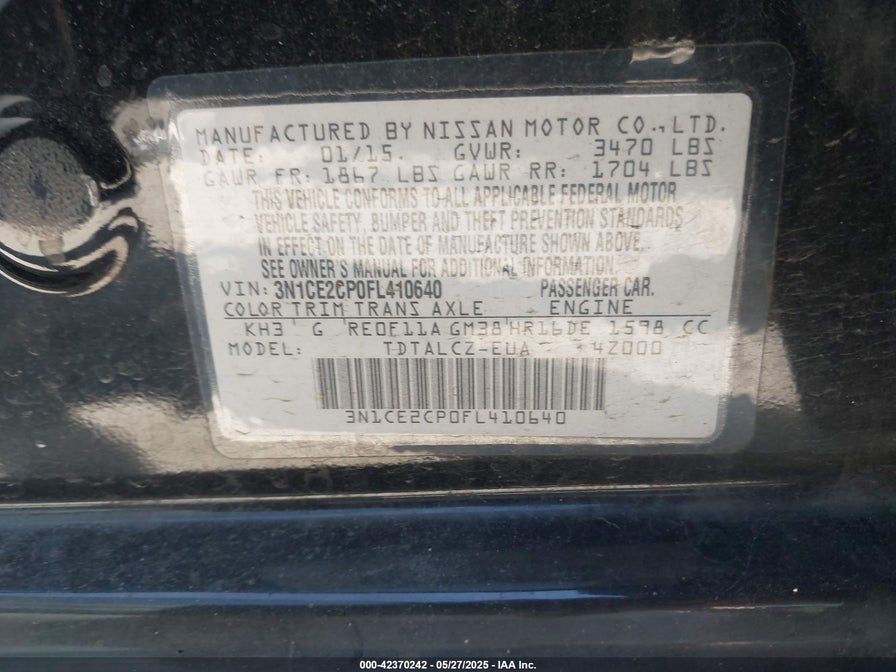 MANUFACTURED BY NISSAN MOTOR CO.,LTD.
DATE: 01/15. GVWR: 3470 LBS
GAWR FR: 1867 LBS GAWR RR: 1704 LBS
THIS VEHICLE CONFORMS TO ALL APPLICABLE FEDERAL MOTOR
VEHICLE SAFETY, BUMPER AND THEFT PREVENTION STANDARDS
IN EFFECT ON THE DATE OF MANUFACTURE SHOWN ABOVE.
SEE OWNER'S MANUAL FOR ADDITIONAL INFORMATION.
VIN: 3N1CE2CP0FL410640 PASSENGER CAR.
COLOR TRIM TRANS AXLE ENGINE
KH3 G RE0F11A GM38 HR16DE 1598 CC
MODEL: TDTALCZ-EUA 4Z000
3N1CE2CP0FL410640
000-42370242 - 05/27/2025 - IAA Inc.